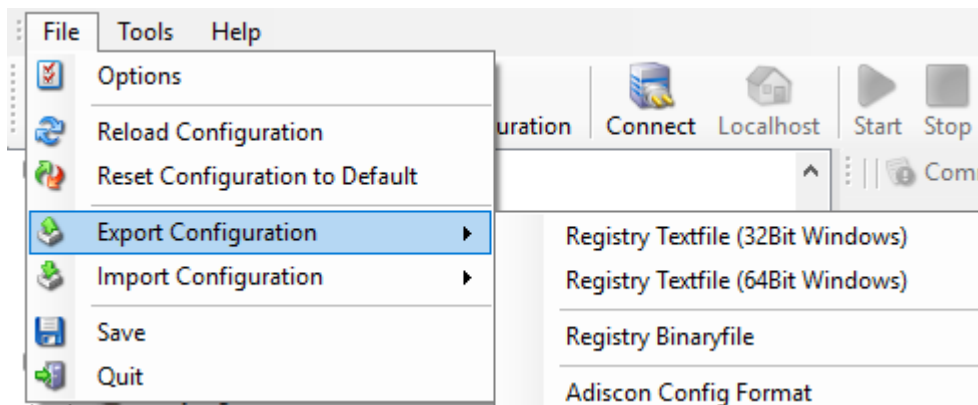 File Tools Help
Options
uration Connect Localhost Start Stop
Reload Configuration
Reset Configuration to Default
Com
Export Configuration
Registry Textfile (32Bit Windows)
Import Configuration
Registry Textfile (64Bit Windows)
Save
Registry Binaryfile
Quit
Adiscon Config Format